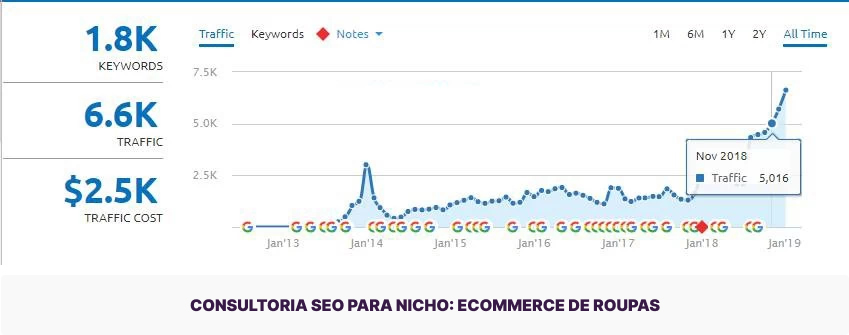 1.8K
KEYWORDS
6.6K
TRAFFIC
$2.5K
TRAFFIC COST
Traffic Keywords Notes 1M 6M 1Y 2Y All Time
7.5K
5.0K
2.5K
Nov 2018
Traffic 5,016
Jan'13 Jan'14 Jan'15 Jan'16 Jan'17 Jan'18 Jan'19
CONSULTORIA SEO PARA NICHO: ECOMMERCE DE ROUPAS